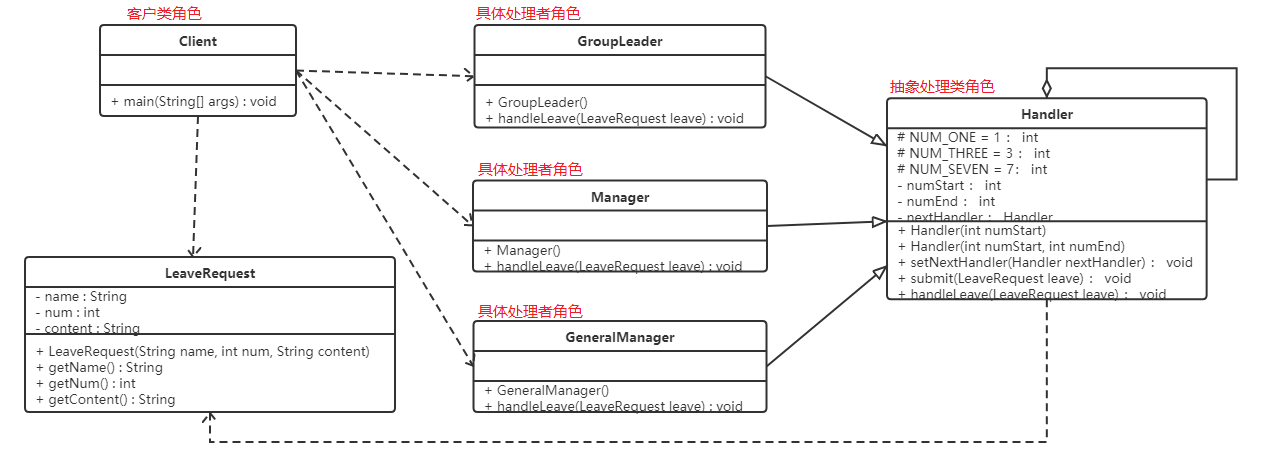 客户类角色
Client
+ main(String[] args) : void
具体处理者角色
GroupLeader
+ GroupLeader()
+ handleLeave(LeaveRequest leave) : void
具体处理者角色
Manager
+ Manager()
+ handleLeave(LeaveRequest leave) : void
具体处理者角色
GeneralManager
+ GeneralManager()
+ handleLeave(LeaveRequest leave) : void
抽象处理类角色
Handler
# NUM_ONE = 1 : int
# NUM_THREE = 3 : int
# NUM_SEVEN = 7: int
- numStart : int
- numEnd : int
- nextHandler : Handler
+ Handler(int numStart)
+ Handler(int numStart, int numEnd)
+ setNextHandler(Handler nextHandler) : void
+ submit(LeaveRequest leave) : void
+ handleLeave(LeaveRequest leave) : void
LeaveRequest
- name : String
- num : int
- content : String
+ LeaveRequest(String name, int num, String content)
+ getName() : String
+ getNum() : int
+ getContent() : String